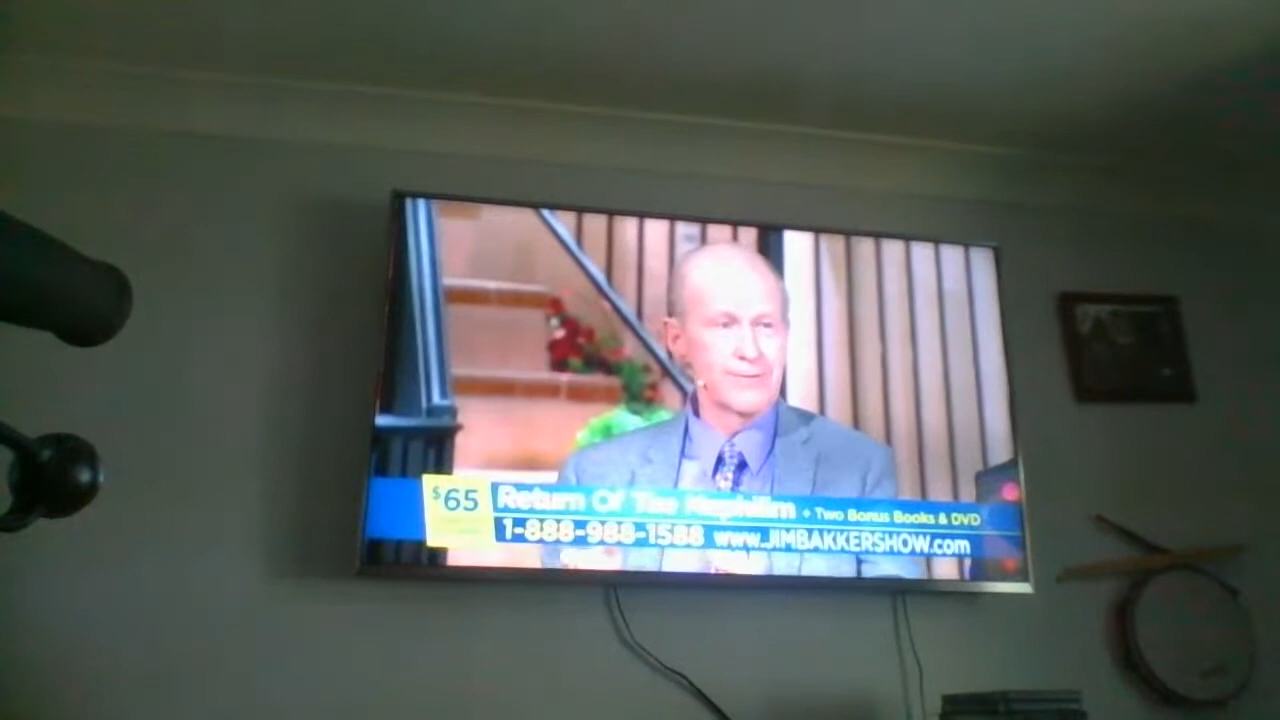 $65 Return Of The Nephilim + Two Bonus Books & DVD
1-888-988-1588 www.JIMBAKKERSHOW.com